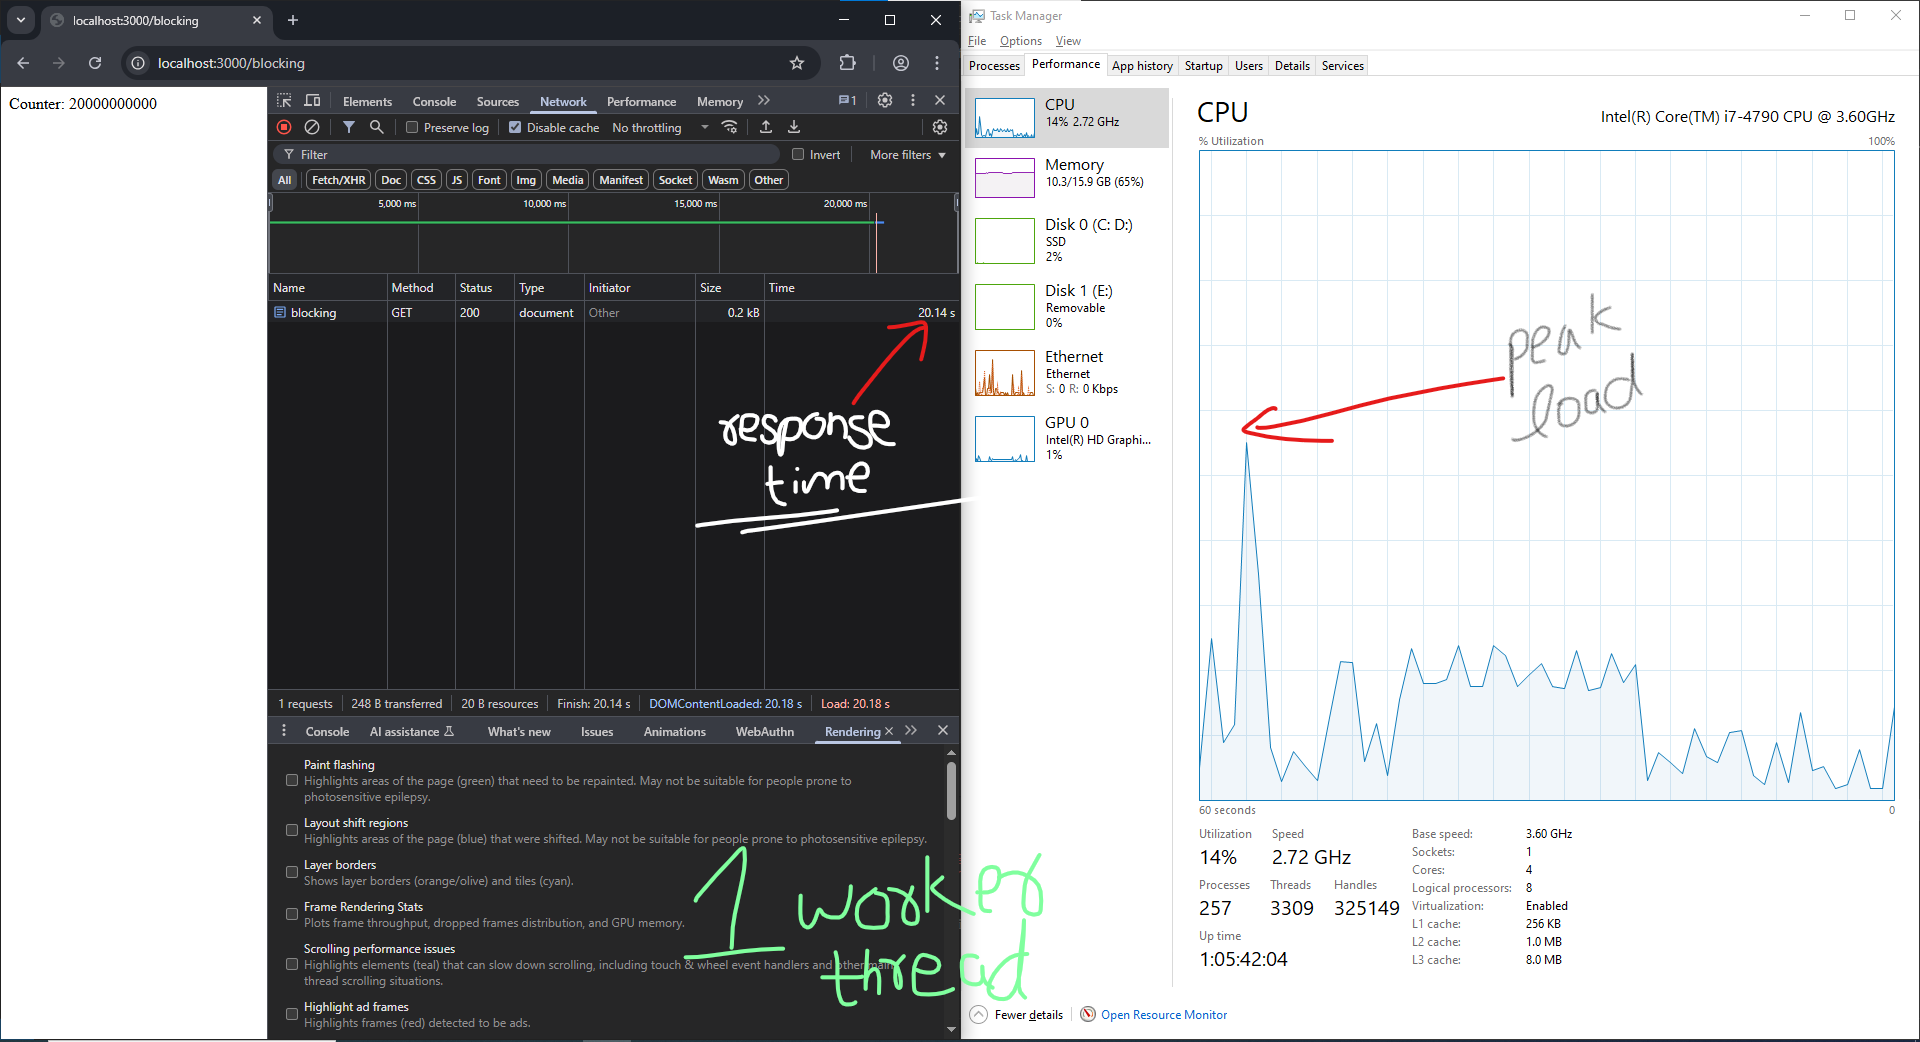 localhost:3000/blocking
localhost:3000/blocking
Counter: 20000000000
Elements Console Sources Network Performance Memory 1
Preserve log Disable cache No throttling
Filter Invert More filters
All Fetch/XHR Doc CSS JS Font Img Media Manifest Socket Wasm Other
5,000 ms 10,000 ms 15,000 ms 20,000 ms
Name Method Status Type Initiator Size Time
blocking GET 200 document Other 0.2 kB 20.14 s
response
time
1 requests 248 B transferred 20 B resources Finish: 20.14 s DOMContentLoaded: 20.18 s Load: 20.18 s
Console AI assistance What's new Issues Animations WebAuthn Rendering
Paint flashing
Highlights areas of the page (green) that need to be repainted. May not be suitable for people prone to
photosensitive epilepsy.
Layout shift regions
Highlights areas of the page (blue) that were shifted. May not be suitable for people prone to photosensitive epilepsy.
Layer borders
Shows layer borders (orange/olive) and tiles (cyan).
Frame Rendering Stats
Plots frame throughput, dropped frames distribution, and GPU memory.
Scrolling performance issues
Highlights elements (teal) that can slow down scrolling, including touch & wheel event handlers and other main
thread scrolling situations.
Highlight ad frames
Highlights frames (red) detected to be ads.
1 worker
thread
Task Manager
File Options View
Processes Performance App history Startup Users Details Services
CPU
14% 2.72 GHz
Memory
10.3/15.9 GB (65%)
Disk 0 (C: D:)
SSD
2%
Disk 1 (E:)
Removable
0%
Ethernet
Ethernet
S: 0 R: 0 Kbps
GPU 0
Intel(R) HD Graphi...
1%
CPU
Intel(R) Core(TM) i7-4790 CPU @ 3.60GHz
% Utilization 100%
peak
load
60 seconds 0
Utilization Speed
14% 2.72 GHz
Processes Threads Handles
257 3309 325149
Up time
1:05:42:04
Base speed: 3.60 GHz
Sockets: 1
Cores: 4
Logical processors: 8
Virtualization: Enabled
L1 cache: 256 KB
L2 cache: 1.0 MB
L3 cache: 8.0 MB
Fewer details Open Resource Monitor